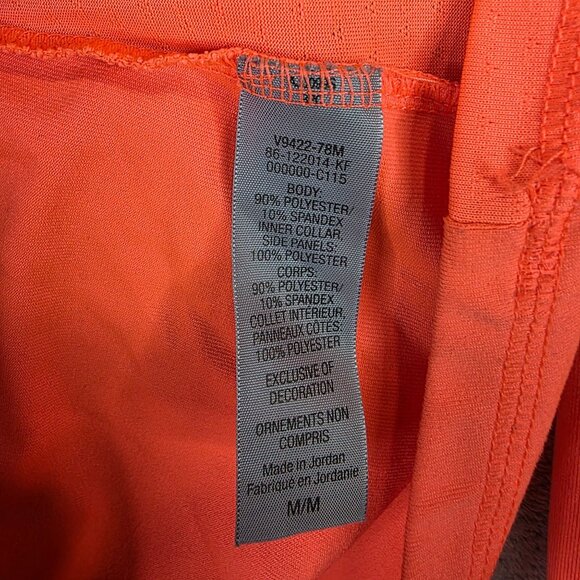 V9422-78M
86-122014-KF
000000-C115
BODY:
90% POLYESTER/
10% SPANDEX
INNER COLLAR,
SIDE PANELS:
100% POLYESTER
CORPS:
90% POLYESTER/
10% SPANDEX
COLLET INTÉRIEUR,
PANNEAUX CÔTÉS:
100% POLYESTER
EXCLUSIVE OF
DECORATION
ORNEMENTS NON
COMPRIS
Made in Jordan
Fabriqué en Jordanie
M/M